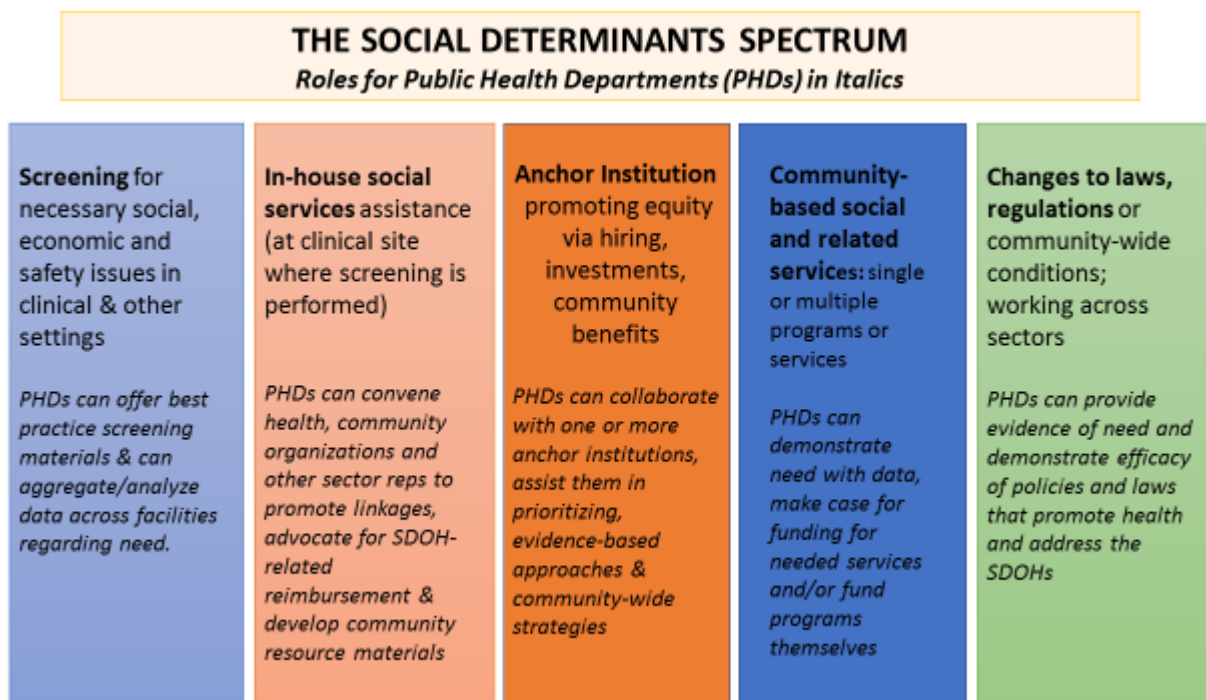 THE SOCIAL DETERMINANTS SPECTRUM
Roles for Public Health Departments (PHDs) in Italics
Screening for
necessary social,
economic and
safety issues in
clinical & other
settings
PHDs can offer best
practice screening
materials & can
aggregate/analyze
data across facilities
regarding need.
In-house social
services assistance
(at clinical site
where screening is
performed)
PHDs can convene
health, community
organizations and
other sector reps to
promote linkages,
advocate for SDOH-
related
reimbursement &
develop community
resource materials
Anchor Institution
promoting equity
via hiring,
investments,
community
benefits
PHDs can collaborate
with one or more
anchor institutions,
assist them in
prioritizing,
evidence-based
approaches &
community-wide
strategies
Community-
based social
and related
services: single
or multiple
programs or
services
PHDs can
demonstrate
need with data,
make case for
funding for
needed services
and/or fund
programs
themselves
Changes to laws,
regulations or
community-wide
conditions;
working across
sectors
PHDs can provide
evidence of need and
demonstrate efficacy
of policies and laws
that promote health
and address the
SDOHs